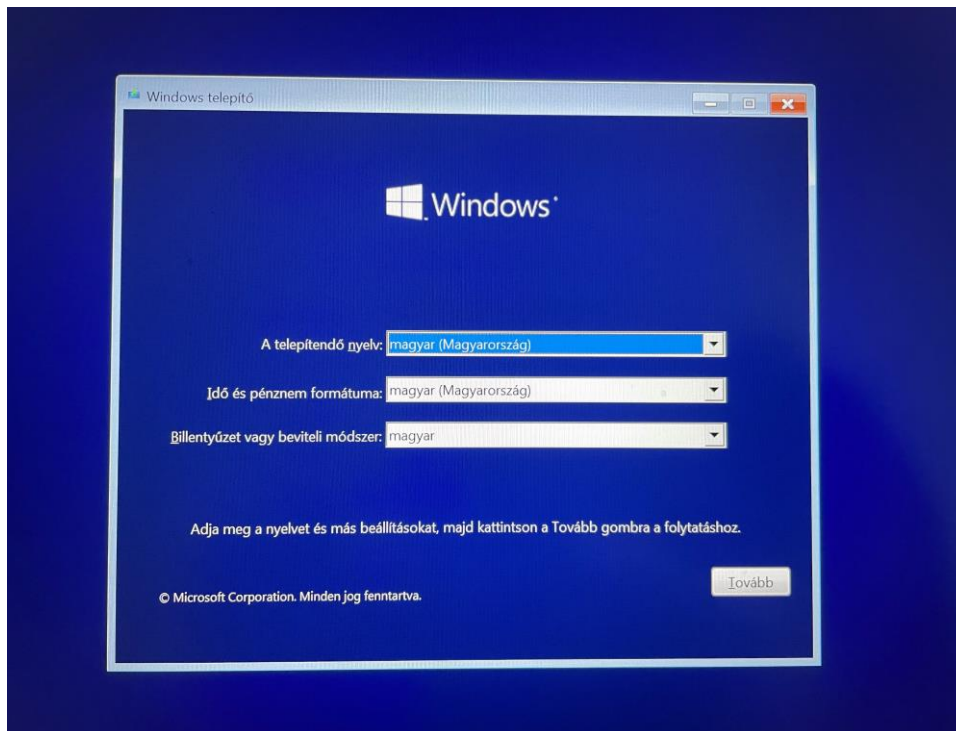 Windows telepítő
Windows
A telepítendő nyelv: magyar (Magyarország)
Idő és pénznem formátuma: magyar (Magyarország)
Billentyűzet vagy beviteli módszer: magyar
Adja meg a nyelvet és más beállításokat, majd kattintson a Tovább gombra a folytatáshoz.
Tovább
© Microsoft Corporation. Minden jog fenntartva.